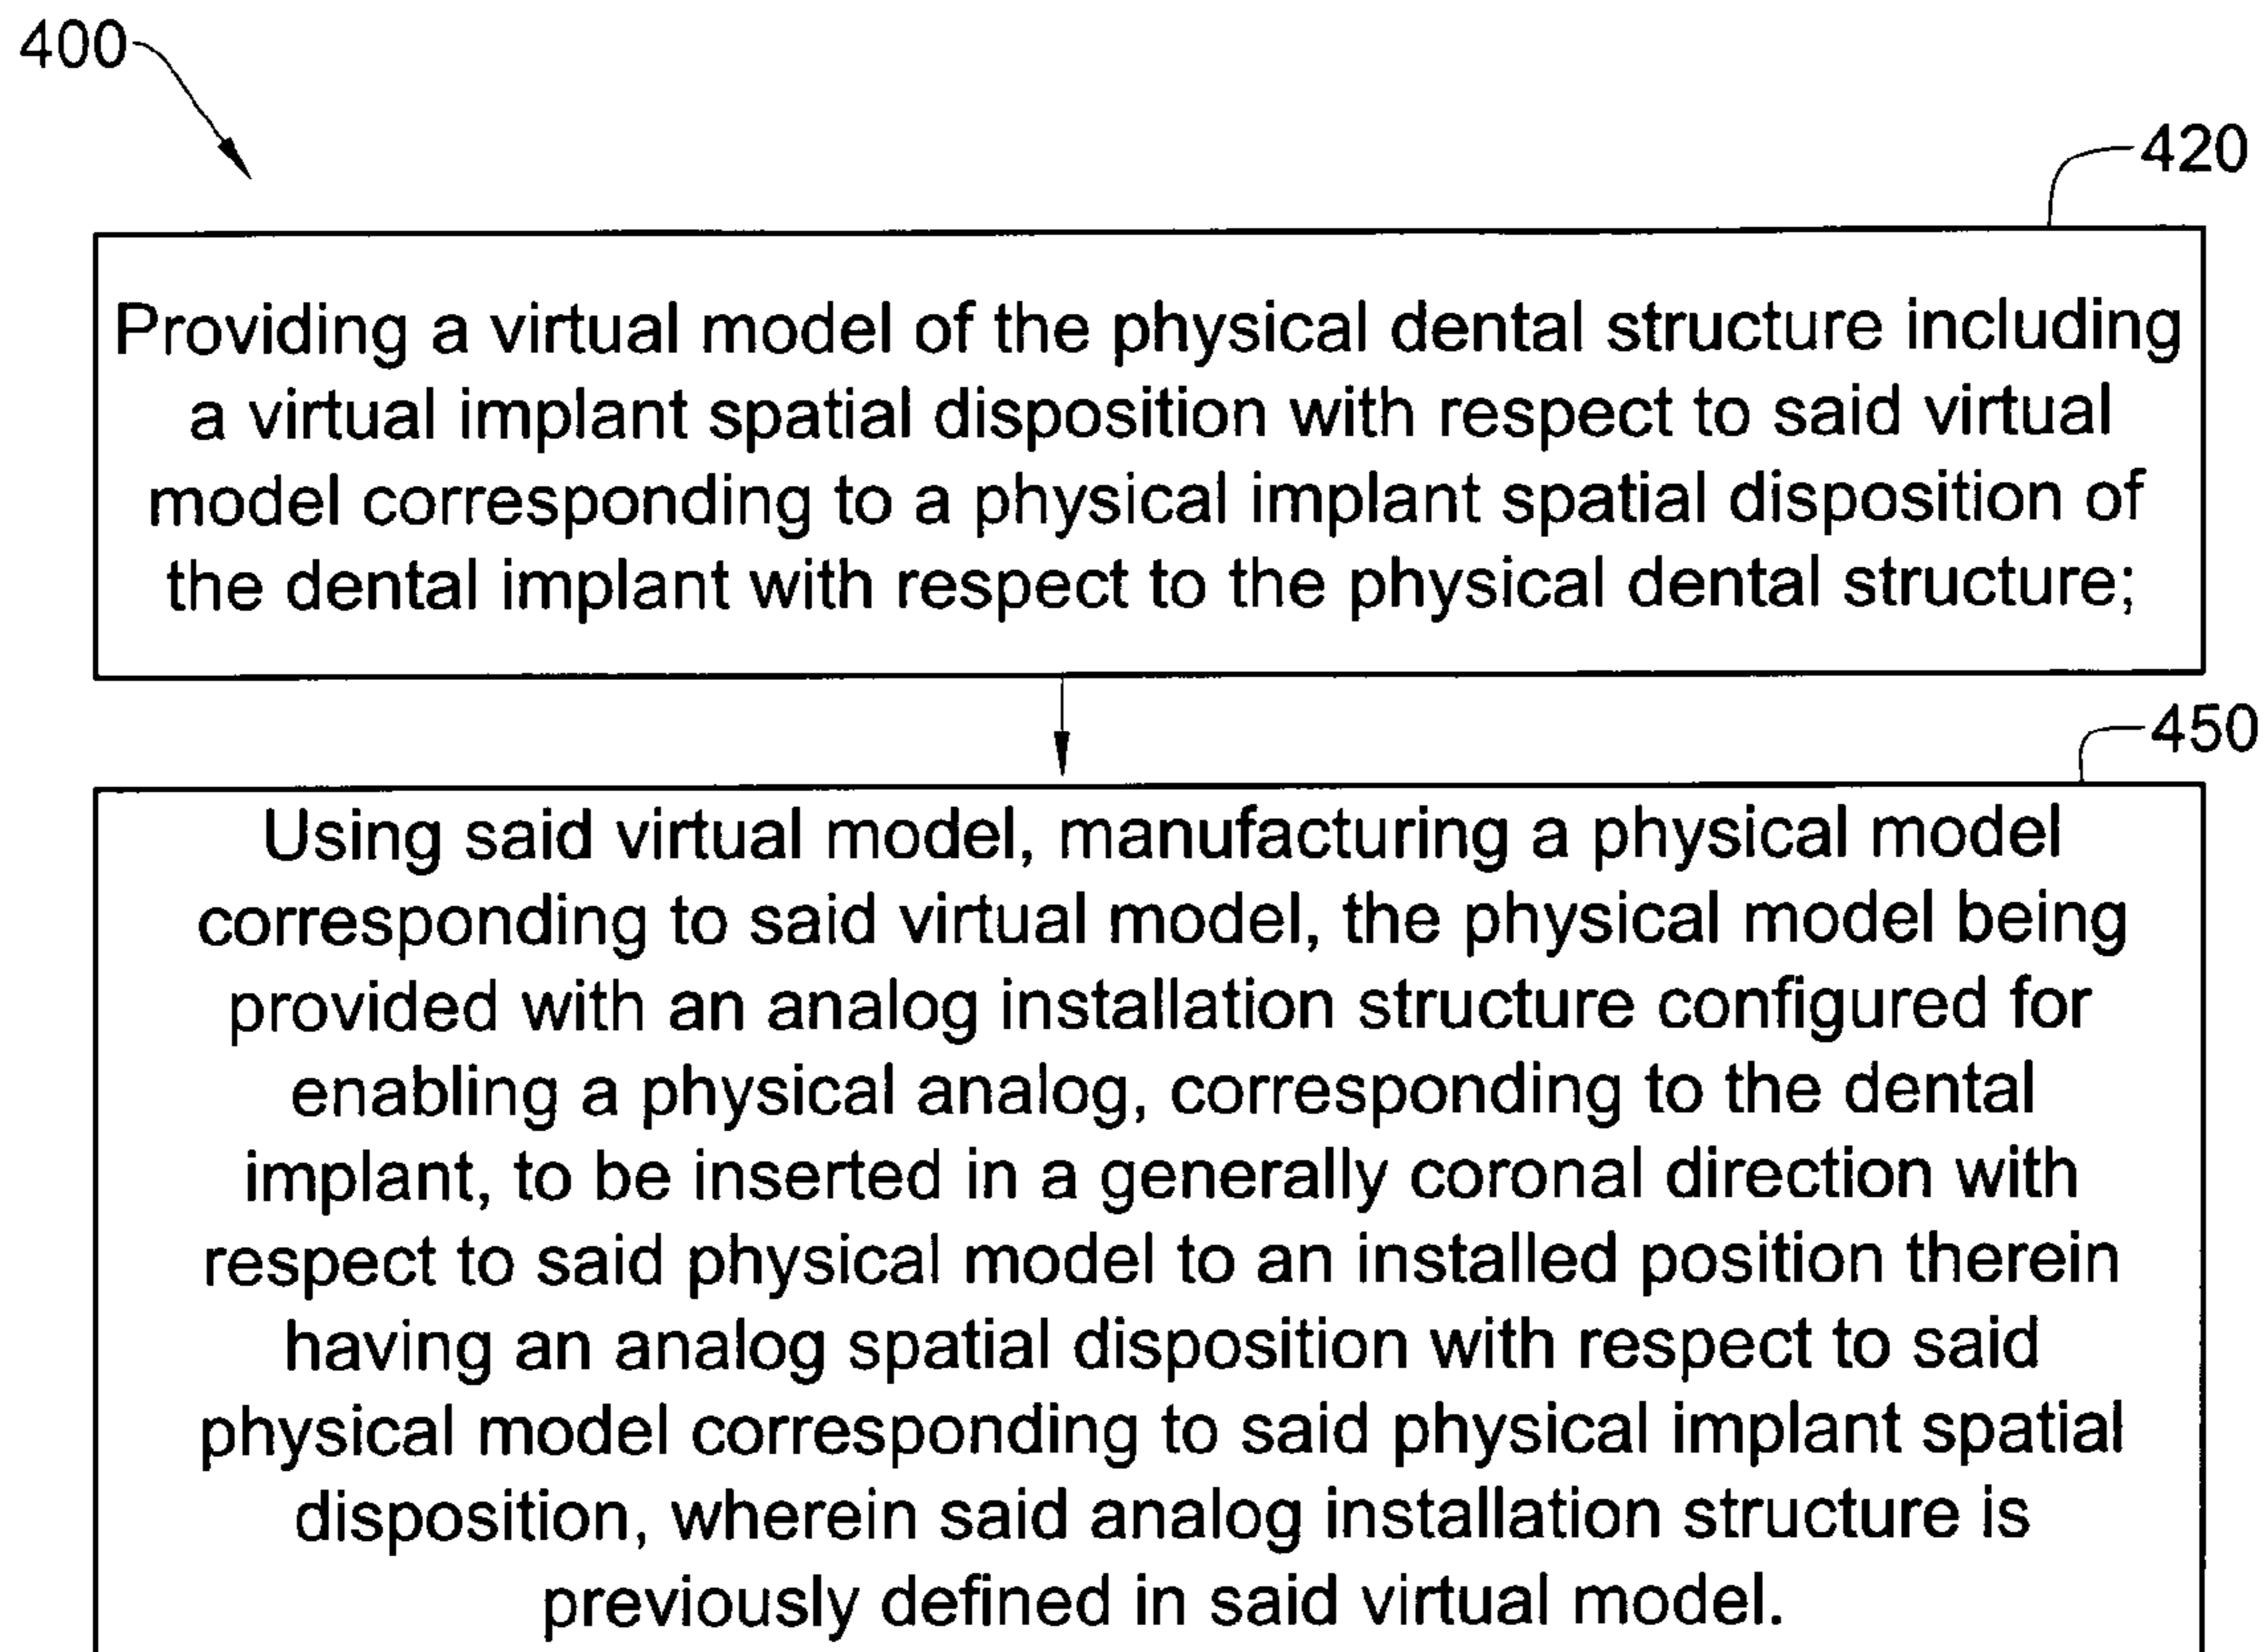 400
420
Providing a virtual model of the physical dental structure including
a virtual implant spatial disposition with respect to said virtual
model corresponding to a physical implant spatial disposition of
the dental implant with respect to the physical dental structure;
450
Using said virtual model, manufacturing a physical model
corresponding to said virtual model, the physical model being
provided with an analog installation structure configured for
enabling a physical analog, corresponding to the dental
implant, to be inserted in a generally coronal direction with
respect to said physical model to an installed position therein
having an analog spatial disposition with respect to said
physical model corresponding to said physical implant spatial
disposition, wherein said analog installation structure is
previously defined in said virtual model.